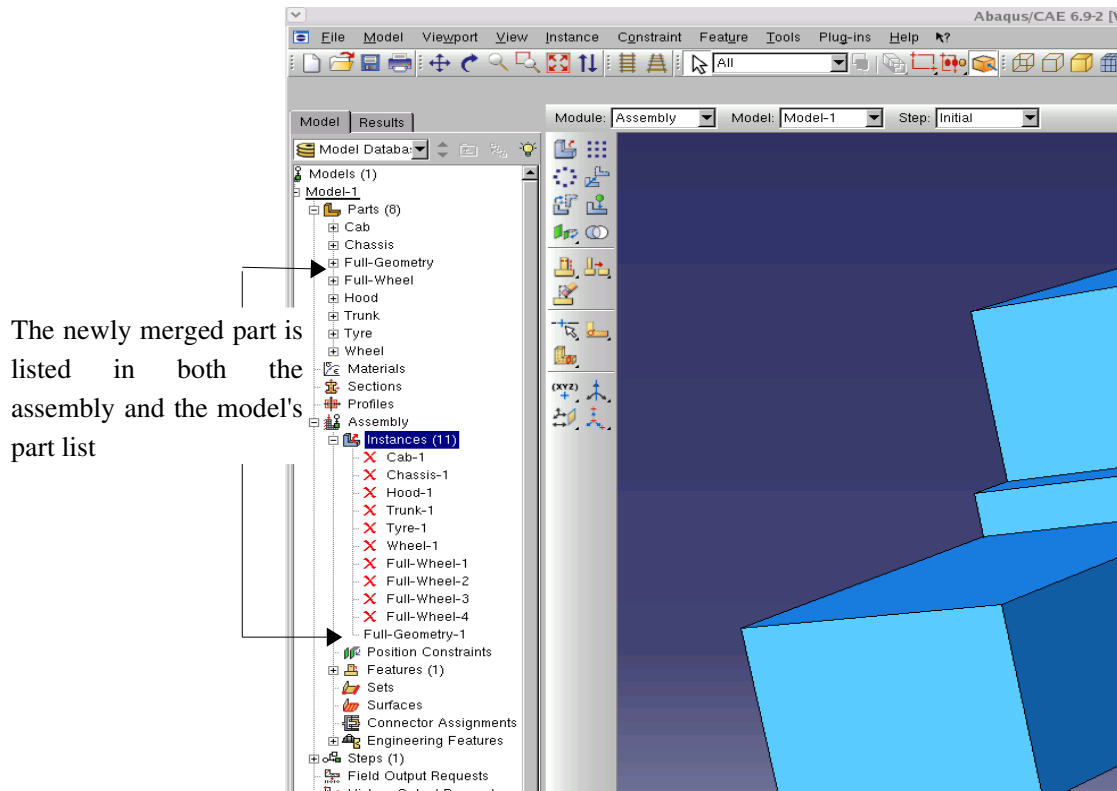 Abaqus/CAE 6.9-2 [V
File Model Viewport View Instance Constraint Feature Tools Plug-ins Help ?
All
Model Results
Module: Assembly Model: Model-1 Step: Initial
Model Databa
Models (1)
Model-1
Parts (8)
Cab
Chassis
Full-Geometry
Full-Wheel
Hood
Trunk
Tyre
Wheel
Materials
Sections
Profiles
Assembly
Instances (11)
Cab-1
Chassis-1
Hood-1
Trunk-1
Tyre-1
Wheel-1
Full-Wheel-1
Full-Wheel-2
Full-Wheel-3
Full-Wheel-4
Full-Geometry-1
Position Constraints
Features (1)
Sets
Surfaces
Connector Assignments
Engineering Features
Steps (1)
Field Output Requests
(XYZ)
The newly merged part is
listed in both the
assembly and the model's
part list